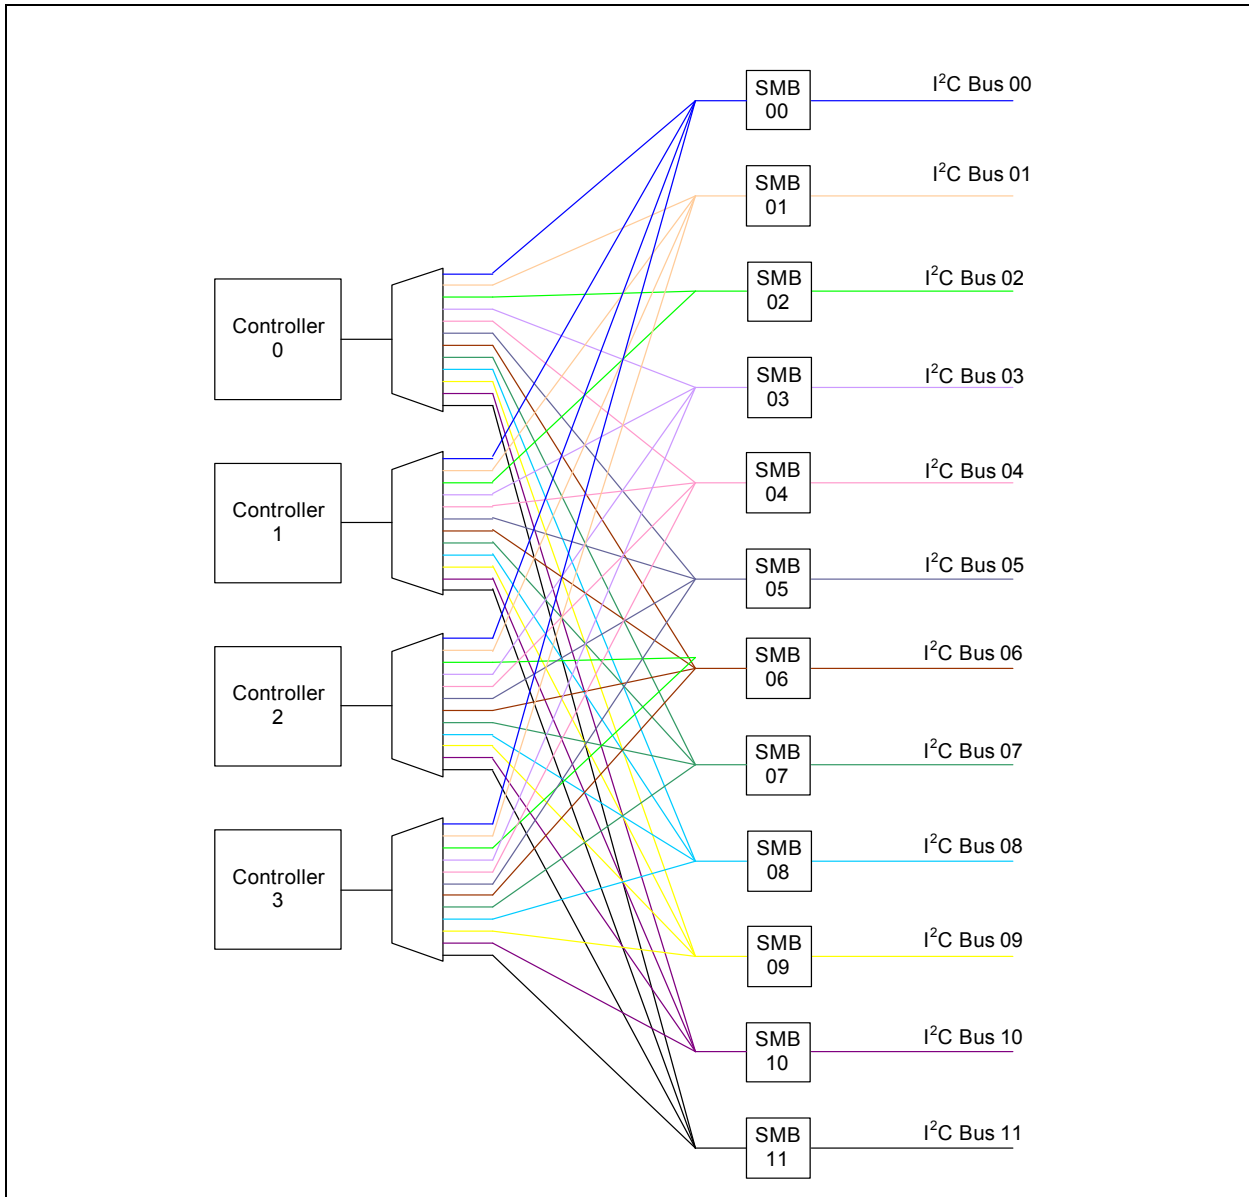 SMB
00
I²C Bus 00
SMB
01
I²C Bus 01
SMB
02
I²C Bus 02
Controller
0
SMB
03
I²C Bus 03
SMB
04
I²C Bus 04
Controller
1
SMB
05
I²C Bus 05
SMB
06
I²C Bus 06
Controller
2
SMB
07
I²C Bus 07
SMB
08
I²C Bus 08
Controller
3
SMB
09
I²C Bus 09
SMB
10
I²C Bus 10
SMB
11
I²C Bus 11